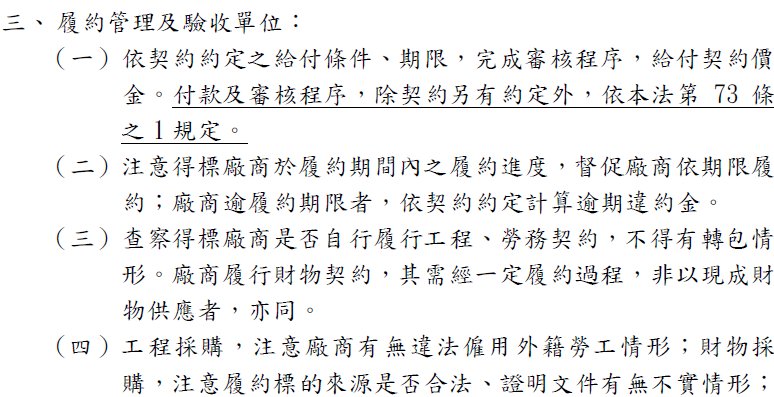 三、履約管理及驗收單位：
（一）依契約約定之給付條件、期限，完成審核程序，給付契約價
金。付款及審核程序，除契約另有約定外，依本法第 73 條
之 1 規定。
（二）注意得標廠商於履約期間內之履約進度，督促廠商依期限履
約；廠商逾履約期限者，依契約約定計算逾期違約金。
（三）查察得標廠商是否自行履行工程、勞務契約，不得有轉包情
形。廠商履行財物契約，其需經一定履約過程，非以現成財
物供應者，亦同。
（四）工程採購，注意廠商有無違法僱用外籍勞工情形；財物採
購，注意履約標的來源是否合法、證明文件有無不實情形；